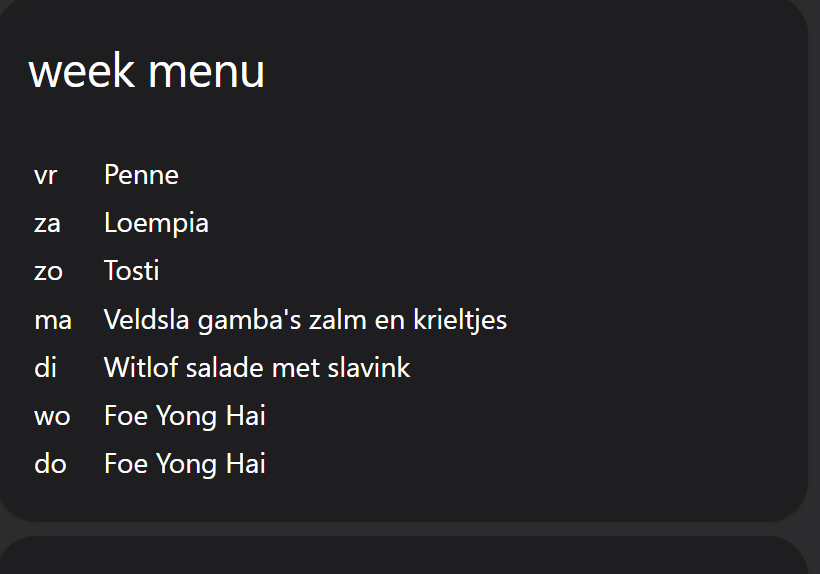 week menu
vr Penne
za Loempia
zo Tosti
ma Veldsla gamba's zalm en krieltjes
di Witlof salade met slavink
wo Foe Yong Hai
do Foe Yong Hai